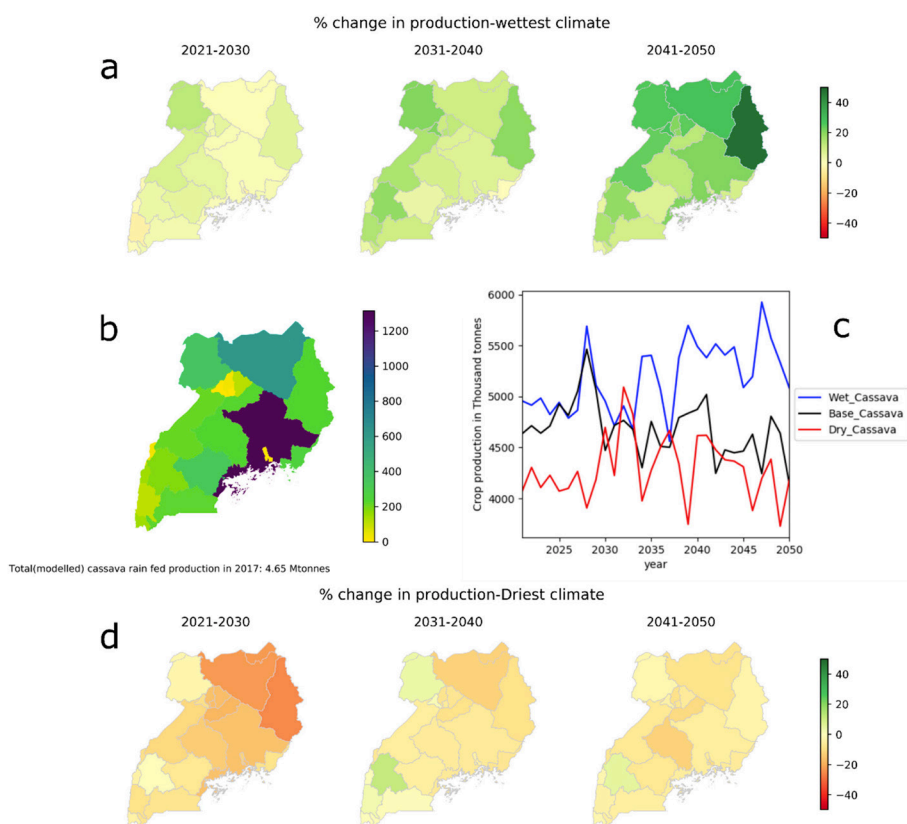 % change in production-wettest climate
a
2021-2030
2031-2040
2041-2050
40
20
0
−20
−40
b
1200
1000
800
600
400
200
0
Total(modelled) cassava rain fed production in 2017: 4.65 Mtonnes
c
Crop production in Thousand tonnes
6000
5500
5000
4500
4000
2025
2030
2035
2040
2045
2050
year
Wet_Cassava
Base_Cassava
Dry_Cassava
% change in production-Driest climate
d
2021-2030
2031-2040
2041-2050
40
20
0
−20
−40